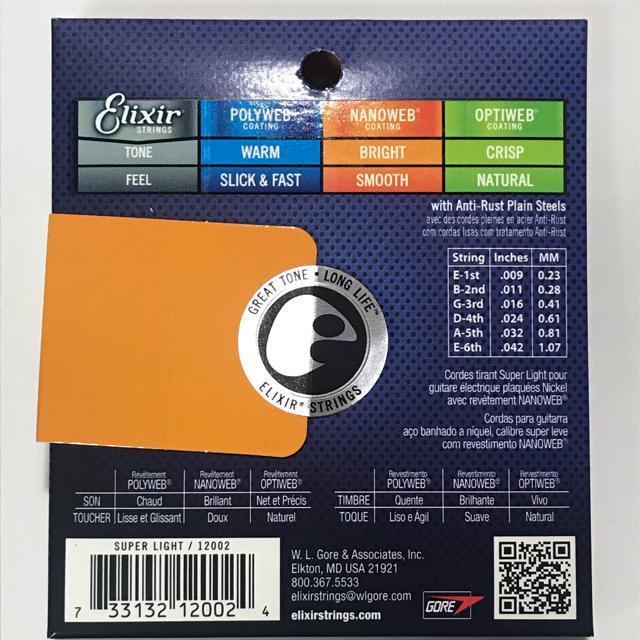 Elixir® POLYWEB® NANOWEB® OPTIWEB®
STRINGS COATING COATING COATING
TONE WARM BRIGHT CRISP
FEEL SLICK & FAST SMOOTH NATURAL
with Anti-Rust Plain Steels
avec des cordes pleines en acier Anti-Rust
com cordas lisas com tratamento Anti-Rust
String Inches MM
E-1st .009 0.23
B-2nd .011 0.28
G-3rd .016 0.41
D-4th .024 0.61
A-5th .032 0.81
E-6th .042 1.07
GREAT TONE • LONG LIFE™
ELIXIR® STRINGS
Cordes tirant Super Light pour
guitare électrique plaquées Nickel
avec revêtement NANOWEB®
Cordas para guitarra
aço banhado a níquel, calibre super leve
com revestimento NANOWEB®
Revêtement Revêtement Revêtement
POLYWEB® NANOWEB® OPTIWEB®
SON Chaud Brillant Net et Précis
TOUCHER Lisse et Glissant Doux Naturel
Revestimento Revestimento Revestimento
POLYWEB® NANOWEB® OPTIWEB®
TIMBRE Quente Brilhante Vivo
TOQUE Liso e Ágil Suave Natural
SUPER LIGHT / 12002
7 33132 12002 4
W. L. Gore & Associates, Inc.
Elkton, MD USA 21921
800.367.5533
elixirstrings@wlgore.com
elixirstrings.com
GORE